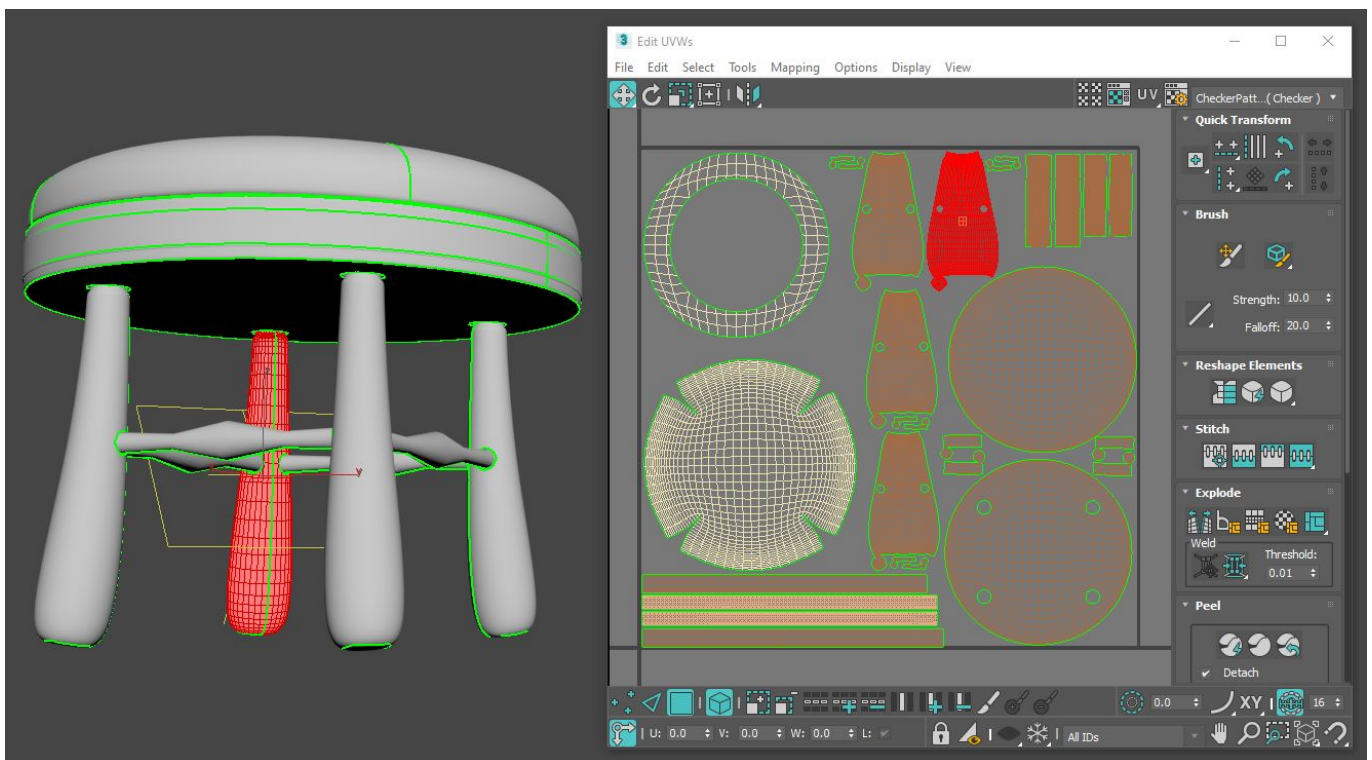 3 Edit UVWs
File Edit Select Tools Mapping Options Display View
UV CheckerPatt...( Checker )
Quick Transform
Brush
Strength: 10.0
Falloff: 20.0
Reshape Elements
Stitch
Explode
Weld
Threshold:
0.01
Peel
Detach
0.0 XY 16
U: 0.0 V: 0.0 W: 0.0 L: All IDs
y